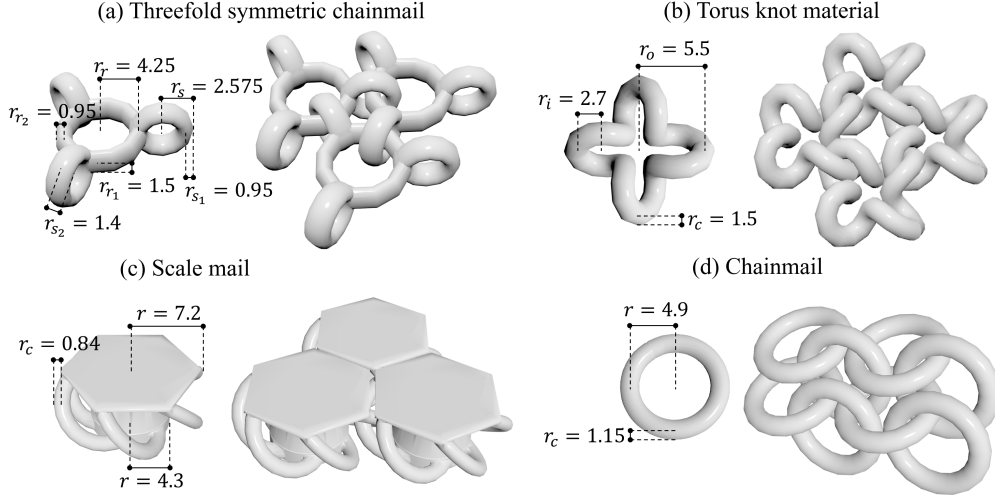 (a) Threefold symmetric chainmail
r_r = 4.25
r_s = 2.575
r_{r_2} = 0.95
r_{r_1} = 1.5
r_{s_1} = 0.95
r_{s_2} = 1.4
(b) Torus knot material
r_o = 5.5
r_i = 2.7
r_c = 1.5
(c) Scale mail
r = 7.2
r_c = 0.84
r = 4.3
(d) Chainmail
r = 4.9
r_c = 1.15